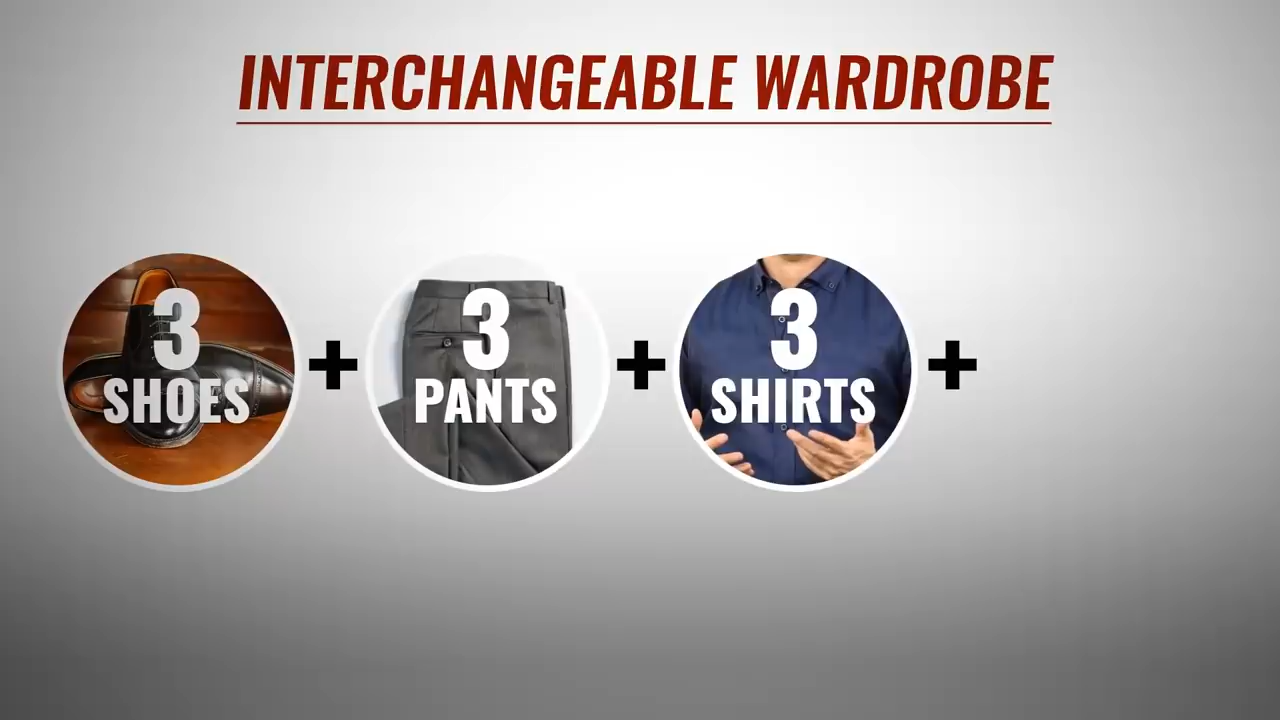 INTERCHANGEABLE WARDROBE
3
SHOES
+
3
PANTS
+
3
SHIRTS
+